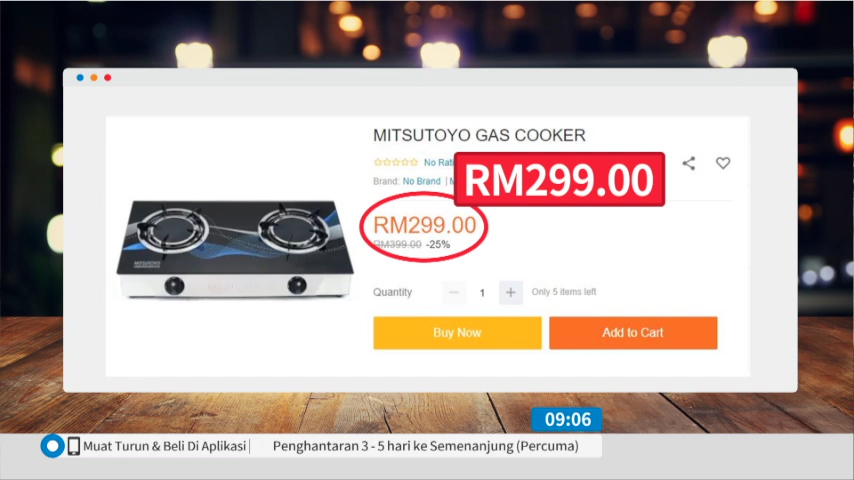 MITSUTOYO GAS COOKER
No Rati
RM299.00
Brand: No Brand | M
RM299.00
RM399.00 -25%
MITSUTOYO
Quantity
1
Only 5 items left
Buy Now
Add to Cart
09:06
Muat Turun & Beli Di Aplikasi
Penghantaran 3 - 5 hari ke Semenanjung (Percuma)